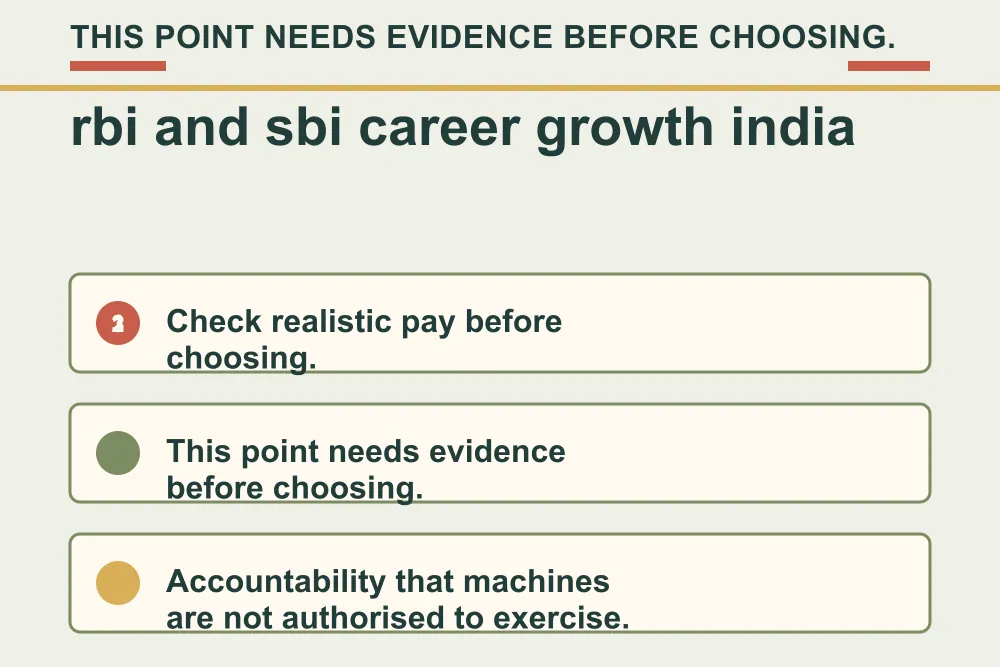 THIS POINT NEEDS EVIDENCE BEFORE CHOOSING.
rbi and sbi career growth india
Check realistic pay before
choosing.
This point needs evidence
before choosing.
Accountability that machines
are not authorised to exercise.